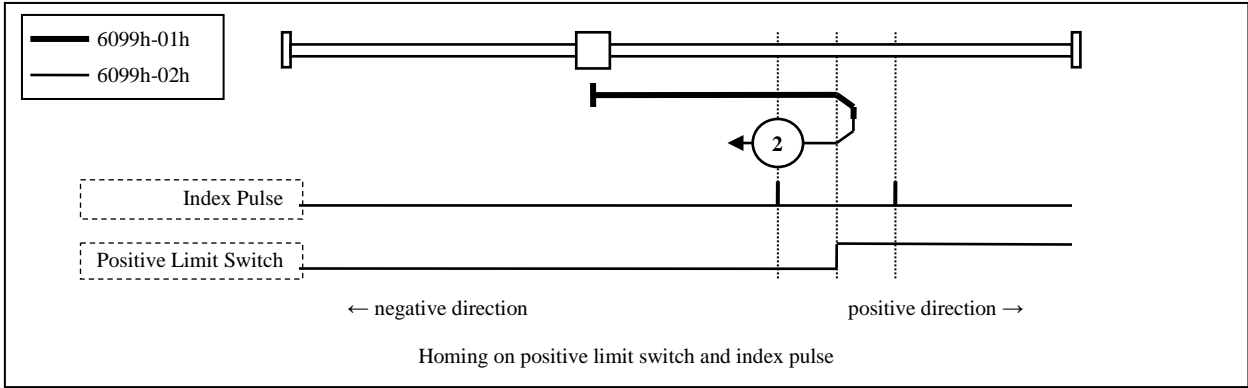 6099h-01h
6099h-02h
2
Index Pulse
Positive Limit Switch
← negative direction
positive direction →
Homing on positive limit switch and index pulse